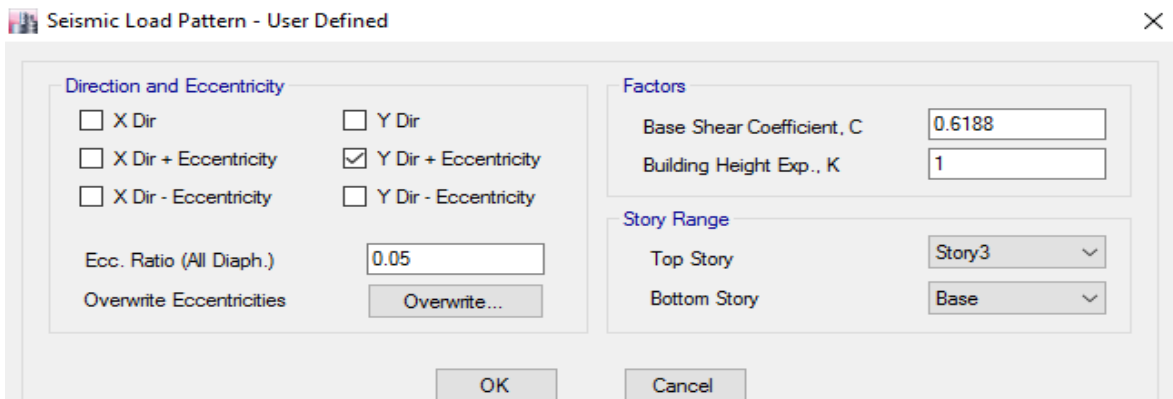 Seismic Load Pattern - User Defined
Direction and Eccentricity
X Dir
Y Dir
X Dir + Eccentricity
Y Dir + Eccentricity
X Dir - Eccentricity
Y Dir - Eccentricity
Ecc. Ratio (All Diaph.)
0.05
Overwrite Eccentricities
Overwrite...
Factors
Base Shear Coefficient, C
0.6188
Building Height Exp., K
1
Story Range
Top Story
Story3
Bottom Story
Base
OK
Cancel